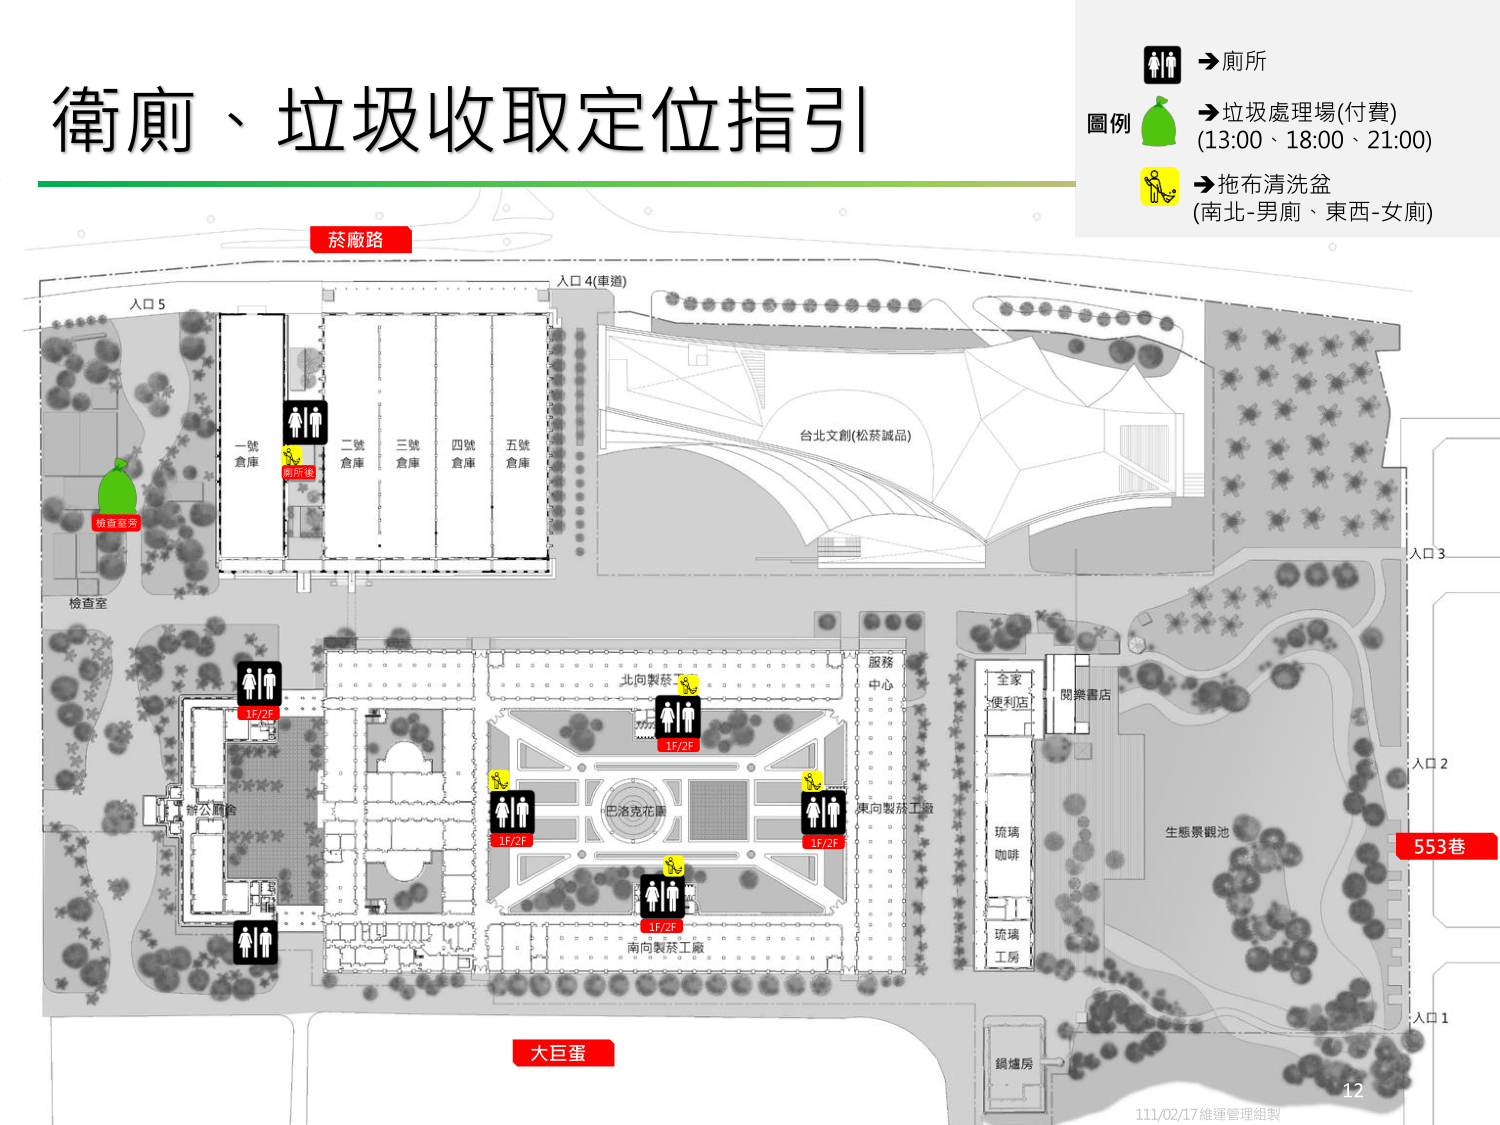 衛廁、垃圾收取定位指引
圖例
➔廁所
➔垃圾處理場(付費)
(13:00、18:00、21:00)
➔拖布清洗盆
(南北-男廁、東西-女廁)
菸廠路
入口 4(車道)
入口 5
一號
倉庫
二號
倉庫
三號
倉庫
四號
倉庫
五號
倉庫
廁所後
台北文創(松菸誠品)
檢查室旁
檢查室
入口 3
服務
中心
北向製菸工
全家
便利店
閱樂書店
1F/2F
1F/2F
入口 2
辦公廳舍
巴洛克花園
東向製菸工廠
1F/2F
1F/2F
琉璃
咖啡
生態景觀池
553巷
1F/2F
南向製菸工廠
琉璃
工房
入口 1
大巨蛋
鍋爐房
12
111/02/17維運管理組製